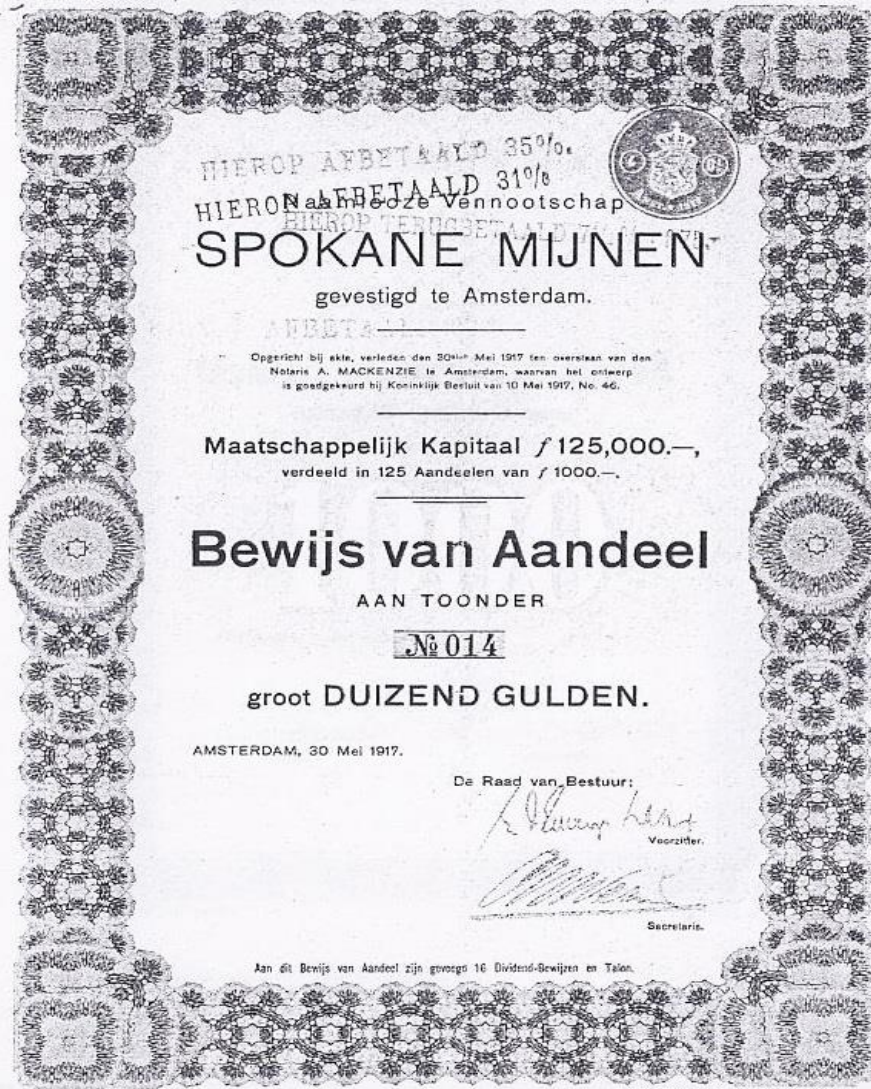 HIEROP AFBETAALD 35%.
HIEROP AFBETAALD 31%
Naamlooze Vennootschap
HIEROP TERUGBETAALD
SPOKANE MIJNEN
gevestigd te Amsterdam.
AFBETAALD
Opgericht bij akte, verleden den 30sten Mei 1917 ten overstaan van den
Notaris A. MACKENZIE te Amsterdam, waarvan het ontwerp
is goedgekeurd bij Koninklijk Besluit van 10 Mei 1917, No. 46.
Maatschappelijk Kapitaal ƒ 125,000.—,
verdeeld in 125 Aandeelen van ƒ 1000.—.
Bewijs van Aandeel
AAN TOONDER
№ 014
groot DUIZEND GULDEN.
AMSTERDAM, 30 Mei 1917.
De Raad van Bestuur:
Voorzitter.
Secretaris.
Aan dit Bewijs van Aandeel zijn gevoegd 16 Dividend-Bewijzen en Talon.